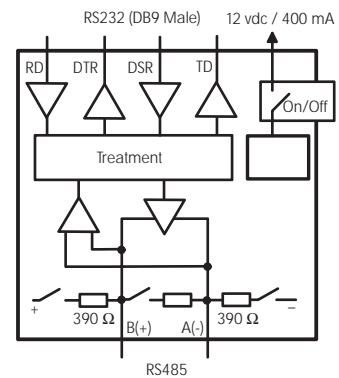 RS232 (DB9 Male) 12 vdc / 400 mA
RD DTR DSR TD
On/Off
Treatment
+ 390 Ω B(+) A(-) 390 Ω –
RS485